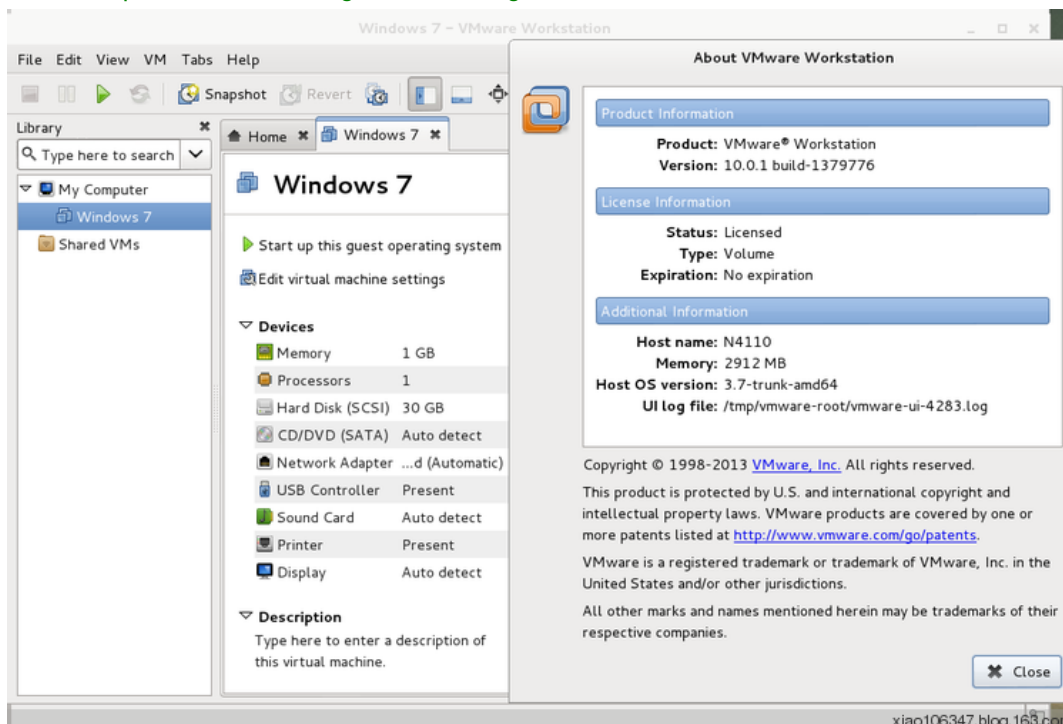 Windows 7 - VMware Workstation
File Edit View VM Tabs Help
Snapshot Revert
Library
Type here to search
My Computer
Windows 7
Shared VMs
Home Windows 7
Windows 7
Start up this guest operating system
Edit virtual machine settings
Devices
Memory 1 GB
Processors 1
Hard Disk (SCSI) 30 GB
CD/DVD (SATA) Auto detect
Network Adapter ...d (Automatic)
USB Controller Present
Sound Card Auto detect
Printer Present
Display Auto detect
Description
Type here to enter a description of
this virtual machine.
About VMware Workstation
Product Information
Product: VMware® Workstation
Version: 10.0.1 build-1379776
License Information
Status: Licensed
Type: Volume
Expiration: No expiration
Additional Information
Host name: N4110
Memory: 2912 MB
Host OS version: 3.7-trunk-amd64
UI log file: /tmp/vmware-root/vmware-ui-4283.log
Copyright © 1998-2013 VMware, Inc. All rights reserved.
This product is protected by U.S. and international copyright and
intellectual property laws. VMware products are covered by one or
more patents listed at http://www.vmware.com/go/patents.
VMware is a registered trademark or trademark of VMware, Inc. in the
United States and/or other jurisdictions.
All other marks and names mentioned herein may be trademarks of their
respective companies.
Close
xiao106347.blog.163.co